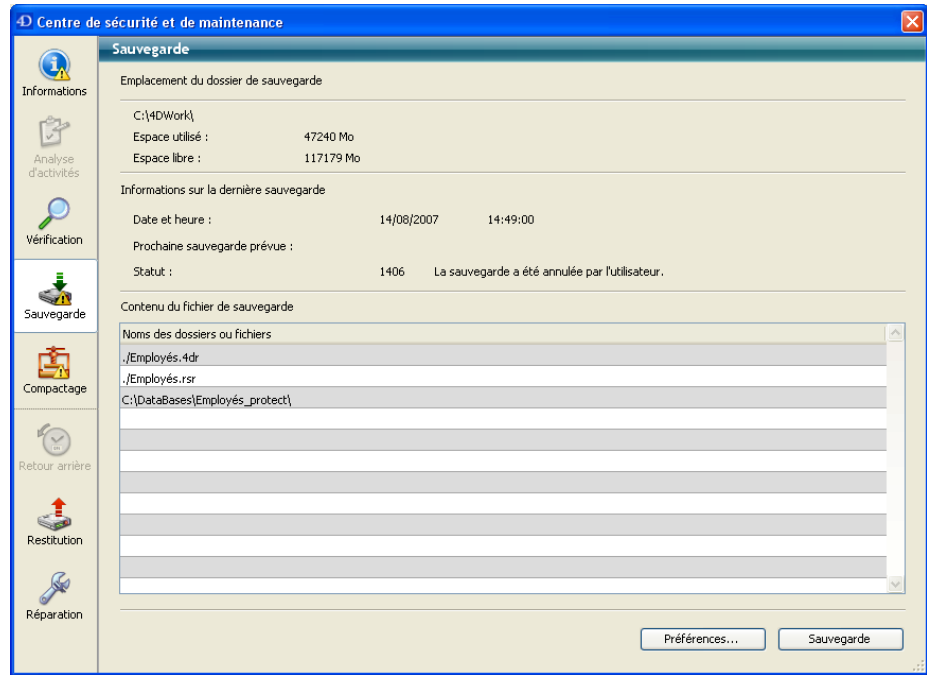 4D Centre de sécurité et de maintenance
Informations
Analyse
d'activités
Vérification
Sauvegarde
Compactage
Retour arrière
Restitution
Réparation
Sauvegarde
Emplacement du dossier de sauvegarde
C:\4DWork\
Espace utilisé : 47240 Mo
Espace libre : 117179 Mo
Informations sur la dernière sauvegarde
Date et heure : 14/08/2007 14:49:00
Prochaine sauvegarde prévue :
Statut : 1406 La sauvegarde a été annulée par l'utilisateur.
Contenu du fichier de sauvegarde
Noms des dossiers ou fichiers
./Employés.4dr
./Employés.rsr
C:\DataBases\Employés_protect\
Préférences... Sauvegarde